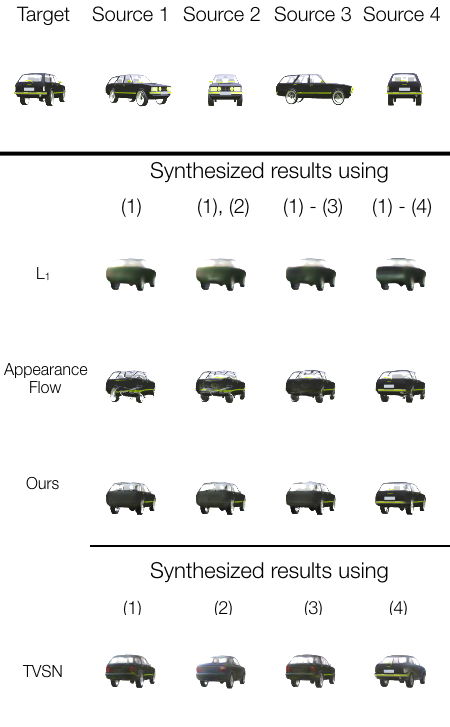 Target Source 1 Source 2 Source 3 Source 4
Synthesized results using
(1) (1), (2) (1) - (3) (1) - (4)
L₁
Appearance
Flow
Ours
Synthesized results using
(1) (2) (3) (4)
TVSN